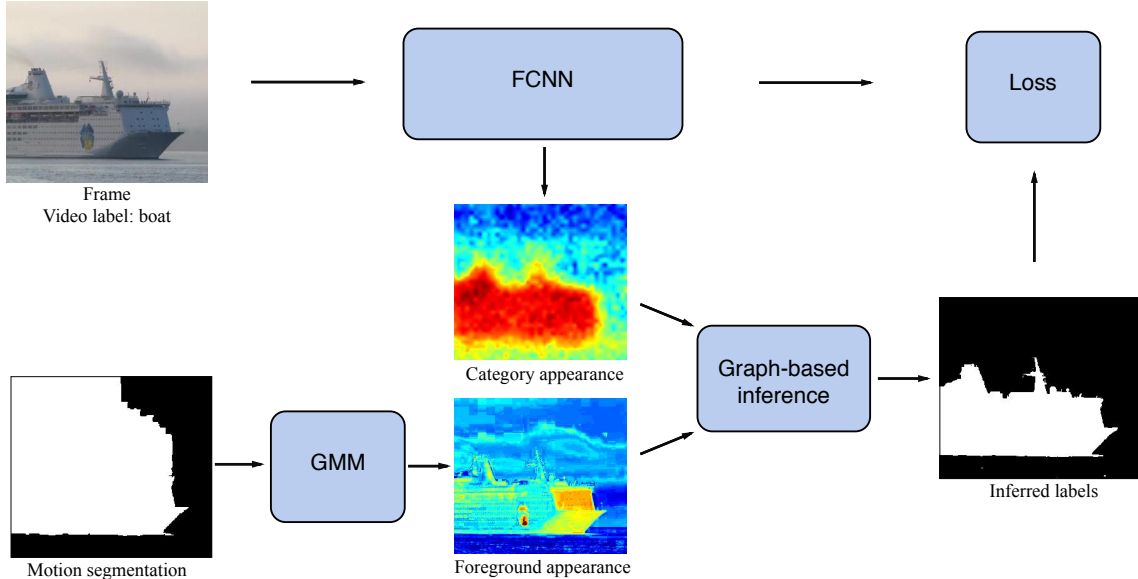 FCNN
Loss
Frame
Video label: boat
Category appearance
Graph-based
inference
GMM
Inferred labels
Motion segmentation
Foreground appearance